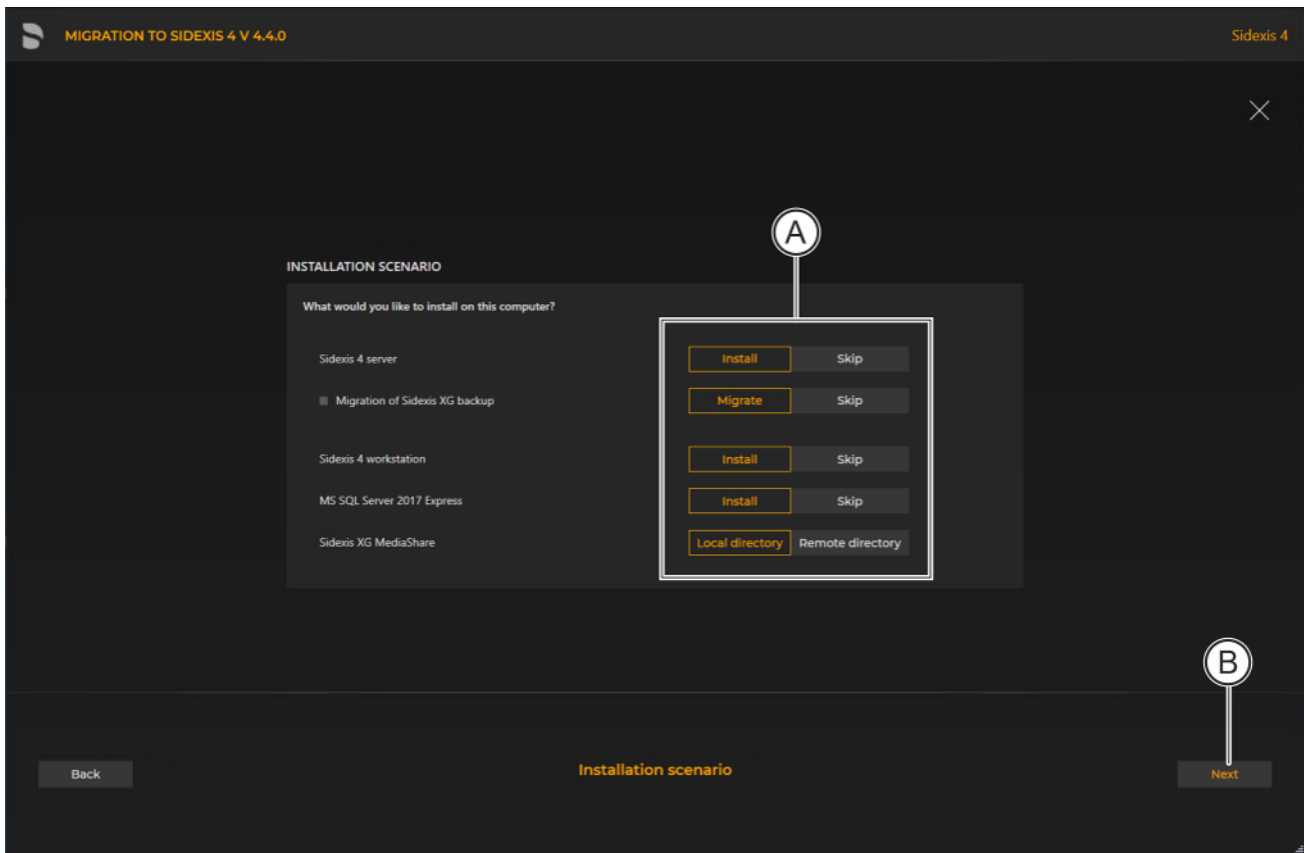 MIGRATION TO SIDEXIS 4 V 4.4.0
Sidexis 4
A
INSTALLATION SCENARIO
What would you like to install on this computer?
Sidexis 4 server Install Skip
Migration of Sidexis XG backup Migrate Skip
Sidexis 4 workstation Install Skip
MS SQL Server 2017 Express Install Skip
Sidexis XG MediaShare Local directory Remote directory
B
Back Installation scenario Next